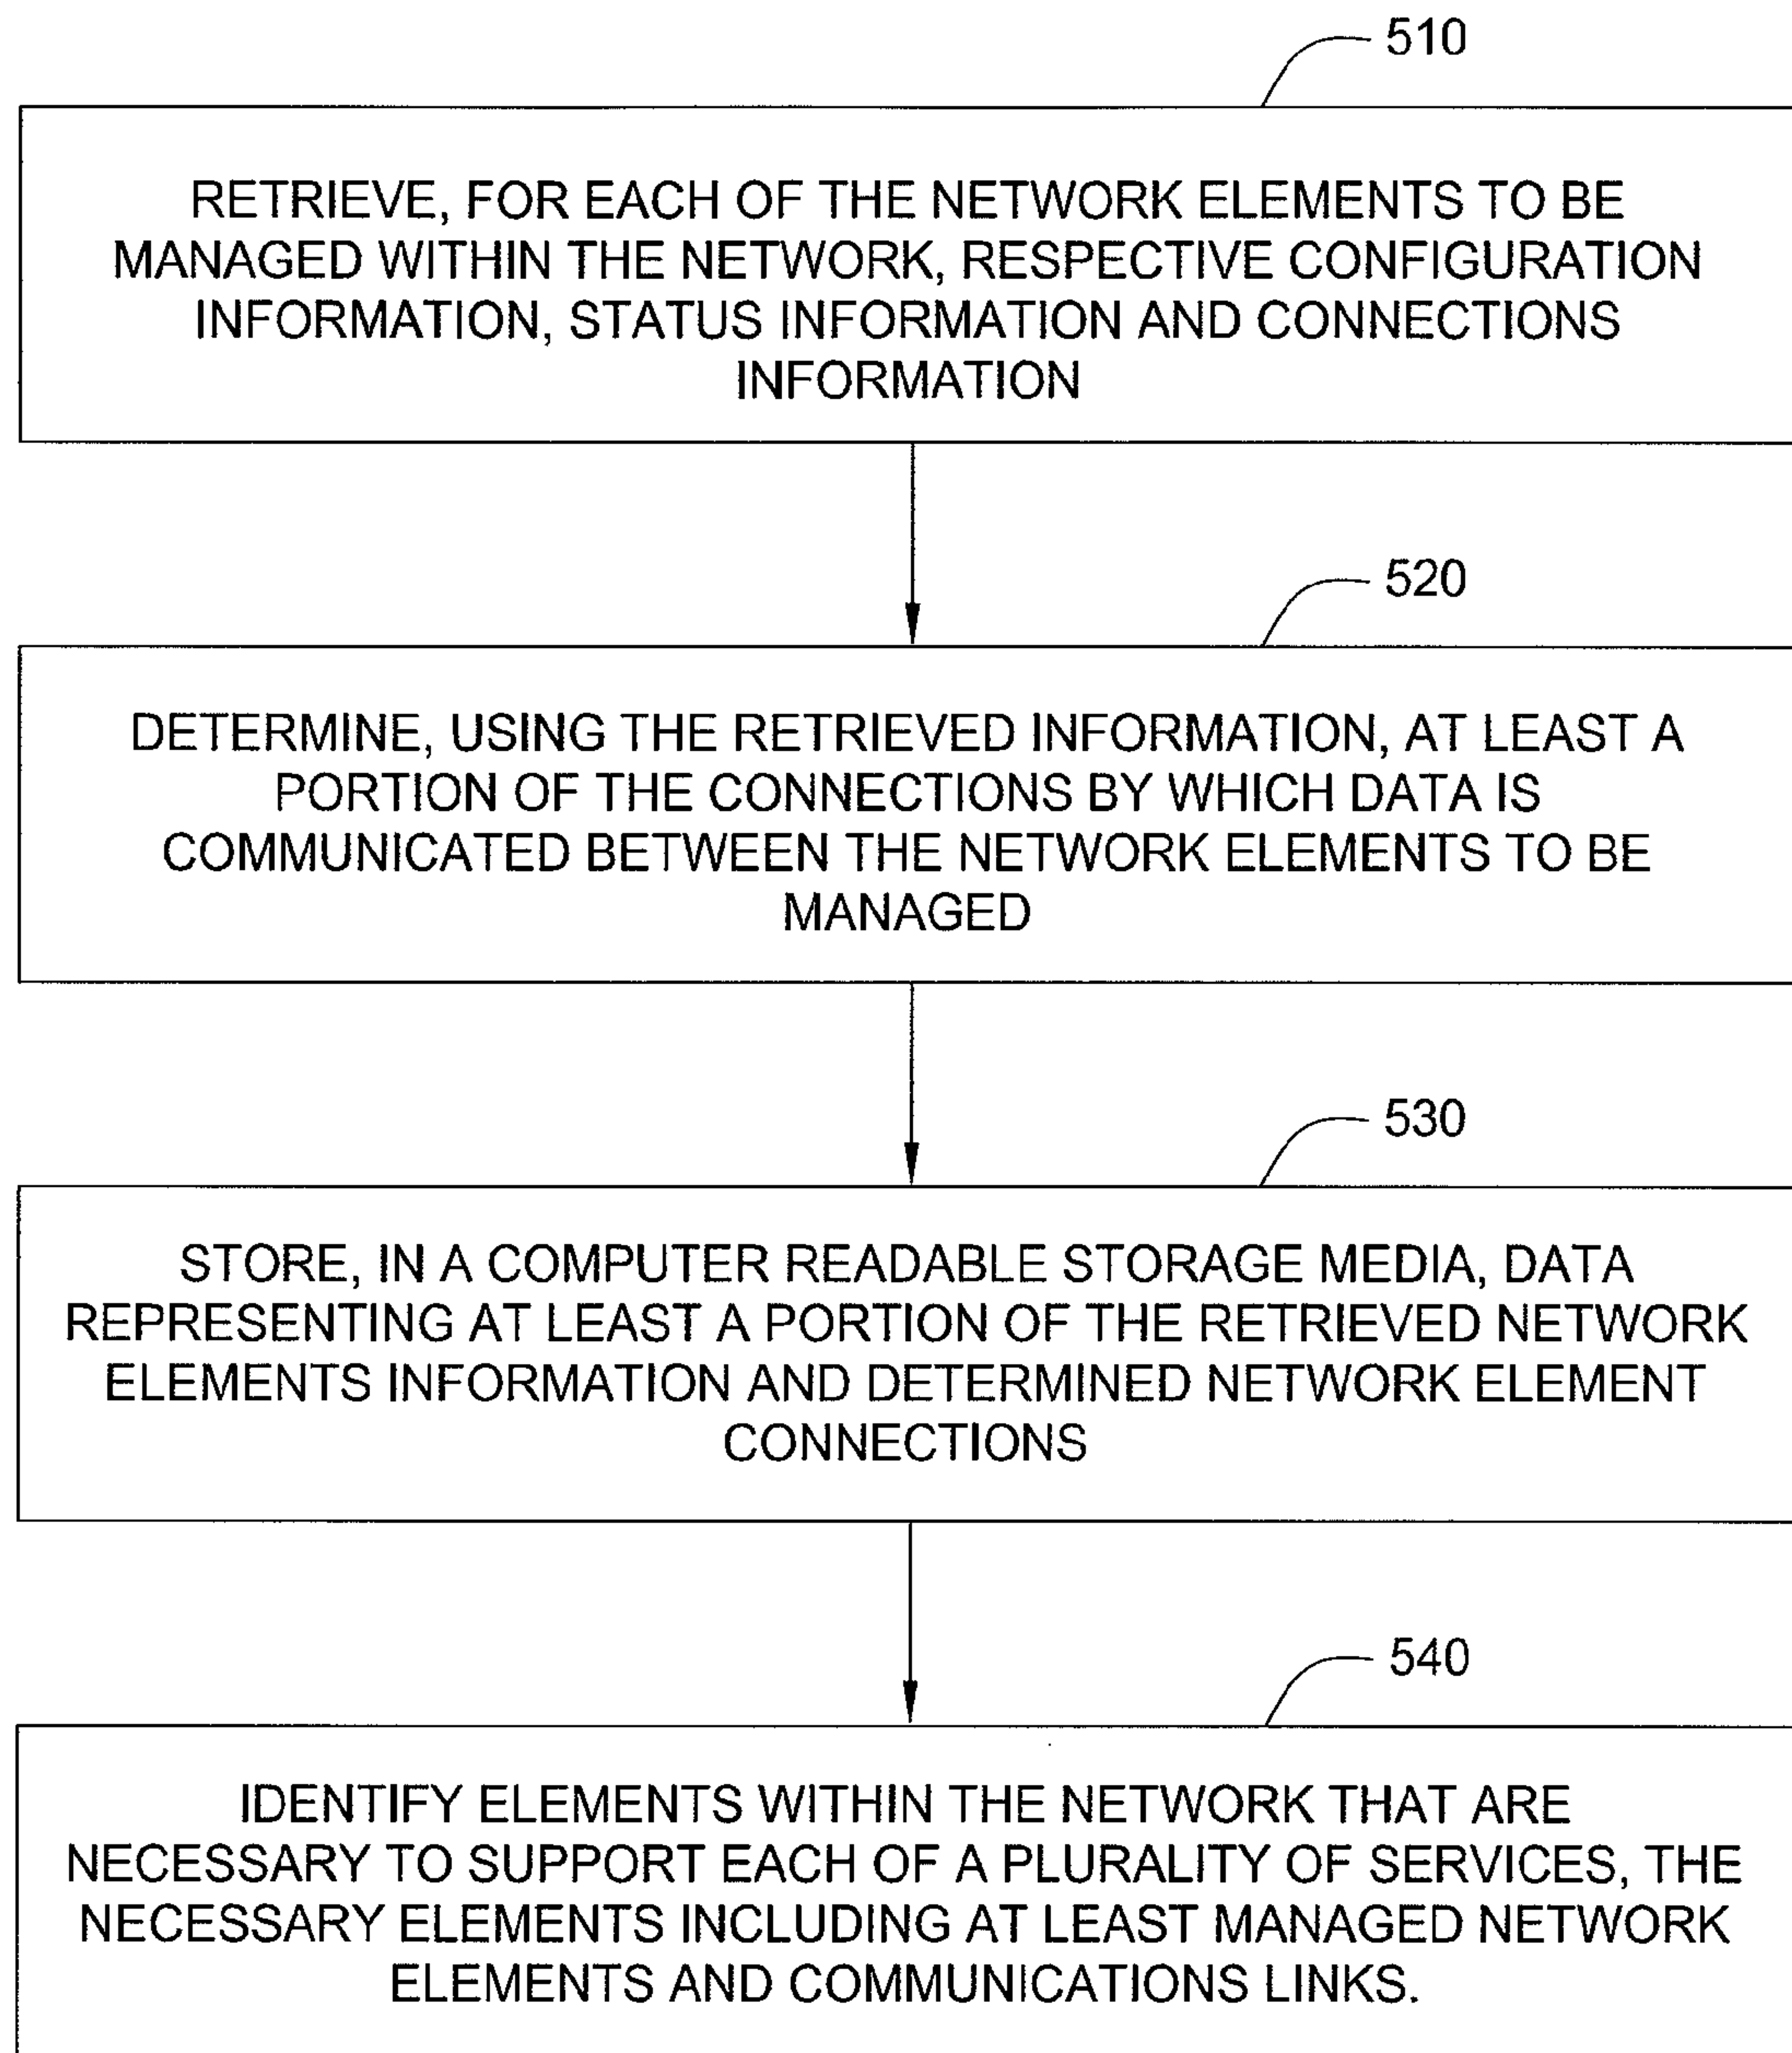 510
RETRIEVE, FOR EACH OF THE NETWORK ELEMENTS TO BE
MANAGED WITHIN THE NETWORK, RESPECTIVE CONFIGURATION
INFORMATION, STATUS INFORMATION AND CONNECTIONS
INFORMATION
520
DETERMINE, USING THE RETRIEVED INFORMATION, AT LEAST A
PORTION OF THE CONNECTIONS BY WHICH DATA IS
COMMUNICATED BETWEEN THE NETWORK ELEMENTS TO BE
MANAGED
530
STORE, IN A COMPUTER READABLE STORAGE MEDIA, DATA
REPRESENTING AT LEAST A PORTION OF THE RETRIEVED NETWORK
ELEMENTS INFORMATION AND DETERMINED NETWORK ELEMENT
CONNECTIONS
540
IDENTIFY ELEMENTS WITHIN THE NETWORK THAT ARE
NECESSARY TO SUPPORT EACH OF A PLURALITY OF SERVICES, THE
NECESSARY ELEMENTS INCLUDING AT LEAST MANAGED NETWORK
ELEMENTS AND COMMUNICATIONS LINKS.